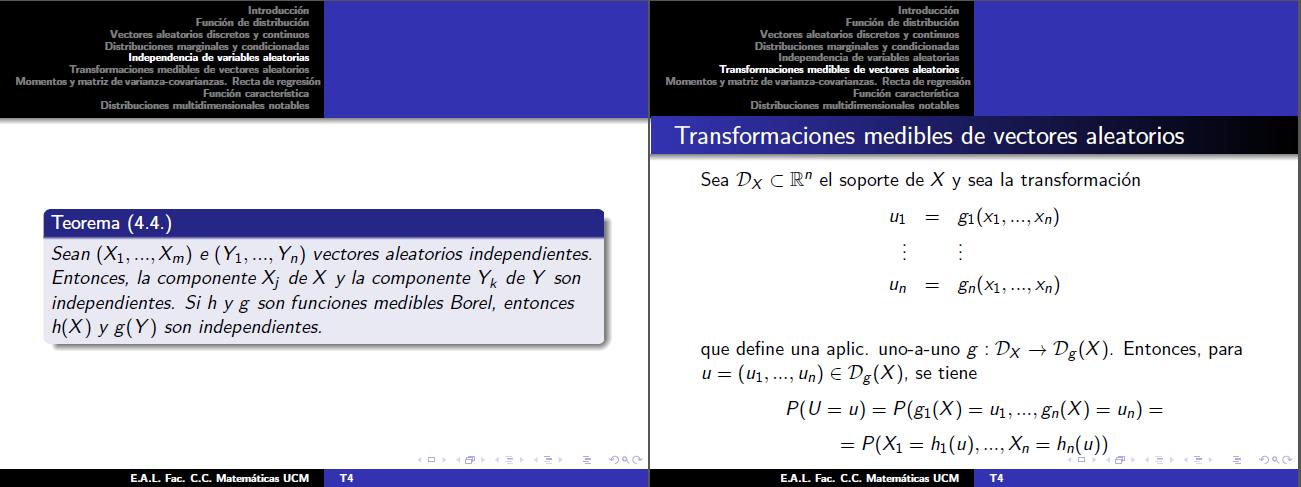 Introducción
Función de distribución
Vectores aleatorios discretos y continuos
Distribuciones marginales y condicionadas
Independencia de variables aleatorias
Transformaciones medibles de vectores aleatorios
Momentos y matriz de varianza-covarianzas. Recta de regresión
Función característica
Distribuciones multidimensionales notables
Teorema (4.4.)
Sean (X₁, ..., Xₘ) e (Y₁, ..., Yₙ) vectores aleatorios independientes.
Entonces, la componente Xⱼ de X y la componente Yₖ de Y son
independientes. Si h y g son funciones medibles Borel, entonces
h(X) y g(Y) son independientes.
E.A.L. Fac. C.C. Matemáticas UCM T4
Introducción
Función de distribución
Vectores aleatorios discretos y continuos
Distribuciones marginales y condicionadas
Independencia de variables aleatorias
Transformaciones medibles de vectores aleatorios
Momentos y matriz de varianza-covarianzas. Recta de regresión
Función característica
Distribuciones multidimensionales notables
Transformaciones medibles de vectores aleatorios
Sea 𝒟_X ⊂ ℝⁿ el soporte de X y sea la transformación
u₁ = g₁(x₁, ..., xₙ)
⋮ ⋮
uₙ = gₙ(x₁, ..., xₙ)
que define una aplic. uno-a-uno g : 𝒟_X → 𝒟_g(X). Entonces, para
u = (u₁, ..., uₙ) ∈ 𝒟_g(X), se tiene
P(U = u) = P(g₁(X) = u₁, ..., gₙ(X) = uₙ) =
= P(X₁ = h₁(u), ..., Xₙ = hₙ(u))
E.A.L. Fac. C.C. Matemáticas UCM T4